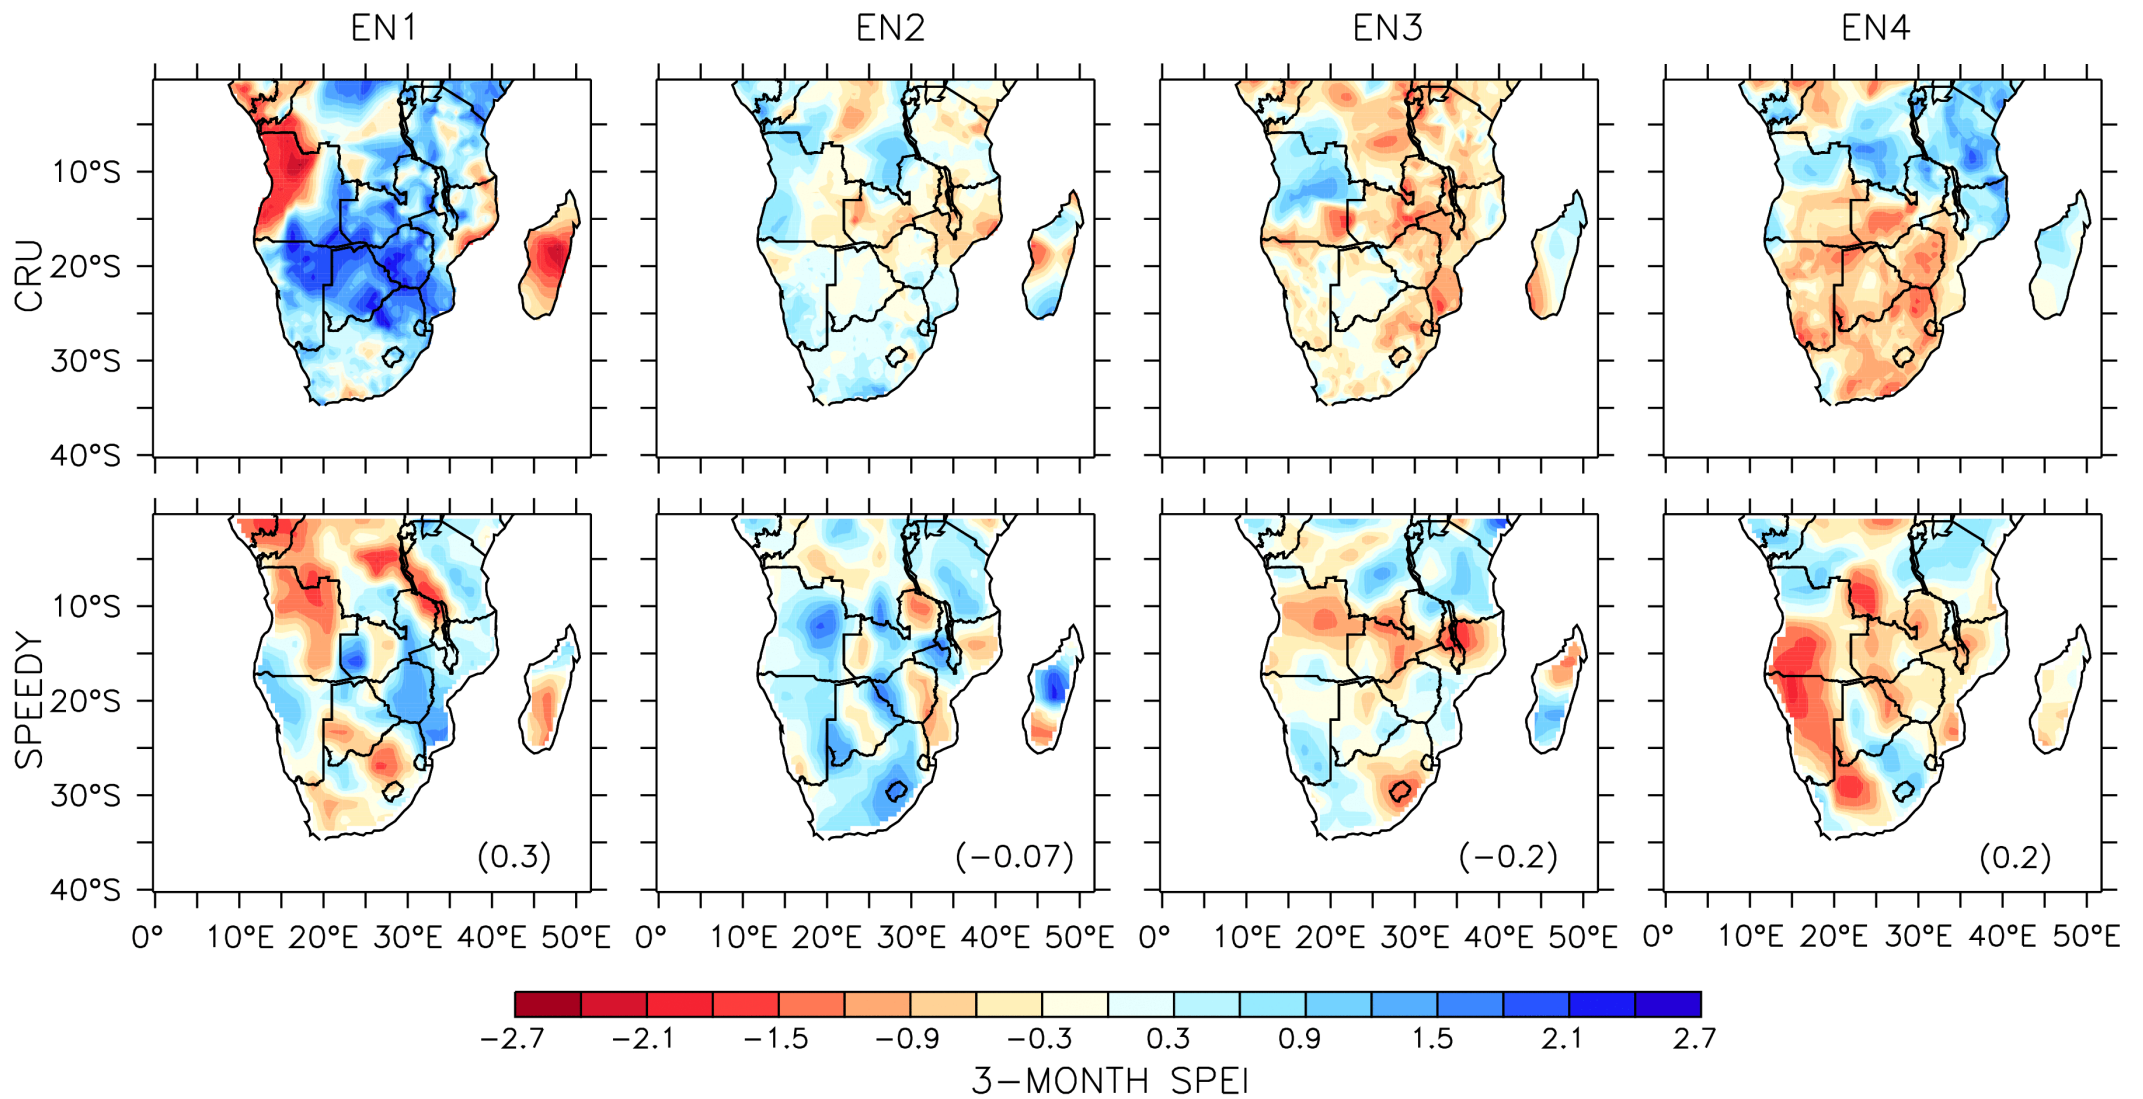 EN1 EN2 EN3 EN4
CRU
10°S
20°S
30°S
40°S
SPEEDY
10°S
20°S
30°S
40°S
(0.3) (−0.07) (−0.2) (0.2)
0° 10°E 20°E 30°E 40°E 50°E 0° 10°E 20°E 30°E 40°E 50°E 0° 10°E 20°E 30°E 40°E 50°E 0° 10°E 20°E 30°E 40°E 50°E
−2.7 −2.1 −1.5 −0.9 −0.3 0.3 0.9 1.5 2.1 2.7
3−MONTH SPEI